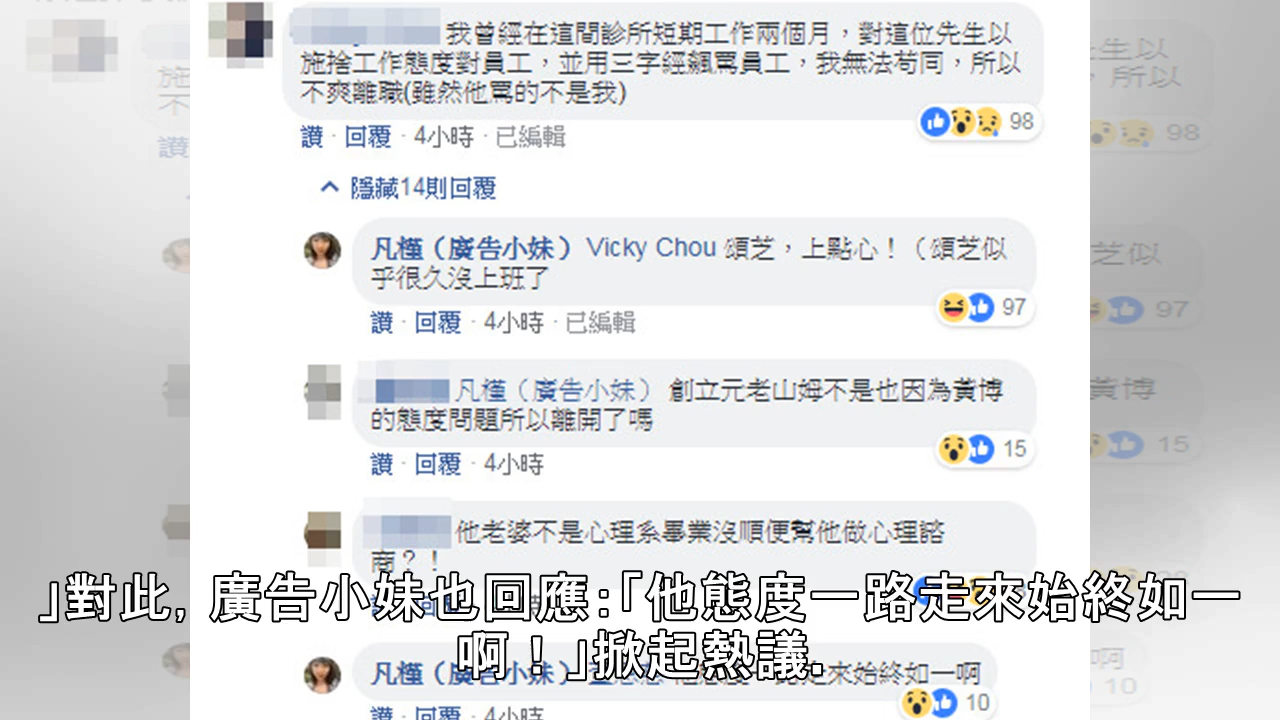 我曾經在這間診所短期工作兩個月，對這位先生以
施捨工作態度對員工，並用三字經飆罵員工，我無法苟同，所以
不爽離職(雖然他罵的不是我)
98
讚 · 回覆 · 4小時 · 已編輯
隱藏14則回覆
凡槿（廣告小妹） Vicky Chou 頌芝，上點心！（頌芝似
乎很久沒上班了
97
讚 · 回覆 · 4小時 · 已編輯
凡槿（廣告小妹） 創立元老山姆不是也因為黃博
的態度問題所以離開了嗎
15
讚 · 回覆 · 4小時
他老婆不是心理系畢業沒順便幫他做心理諮
商？！
」對此, 廣告小妹也回應:「他態度一路走來始終如一
啊！」掀起熱議.
凡槿（廣告小妹）
走來始終如一啊
10
讚 · 回覆 · 4小時